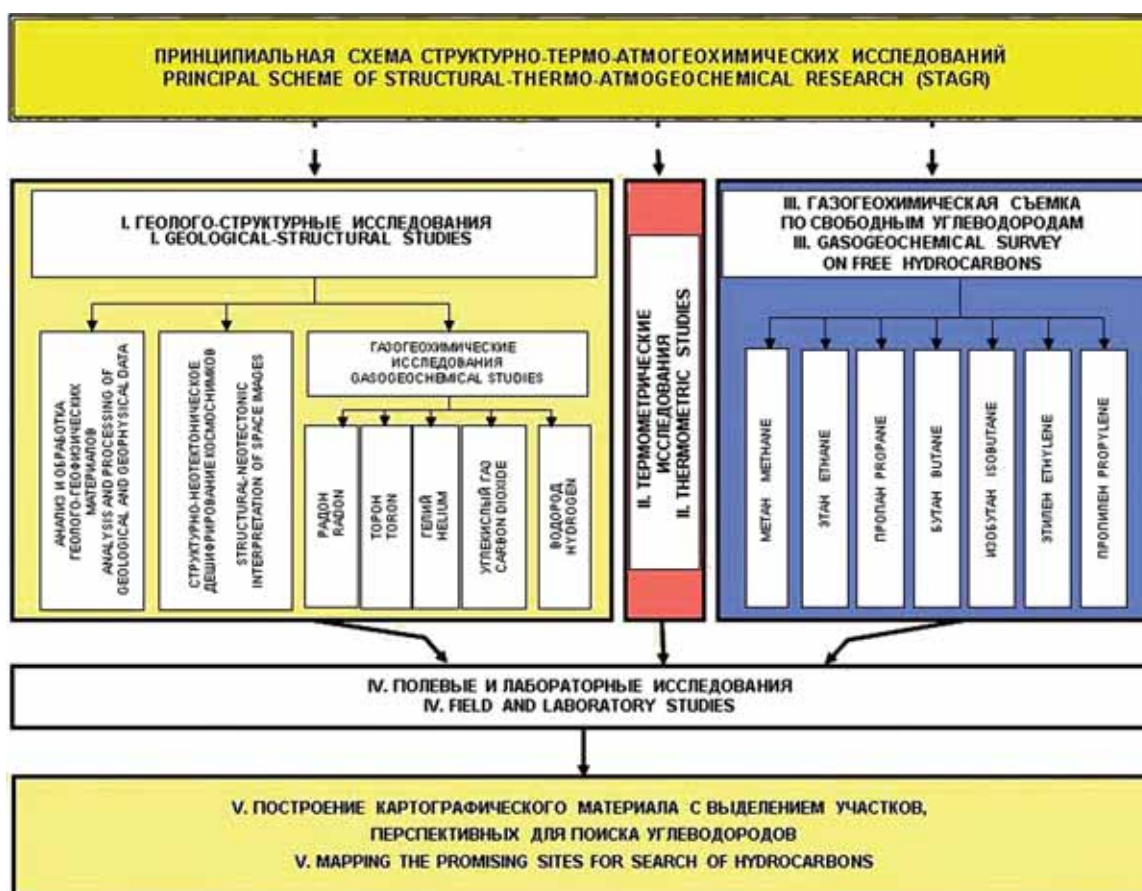 ПРИНЦИПИАЛЬНАЯ СХЕМА СТРУКТУРНО-ТЕРМО-АТМОГЕОХИМИЧЕСКИХ ИССЛЕДОВАНИЙ
PRINCIPAL SCHEME OF STRUCTURAL-THERMO-ATMOGEOCHEMICAL RESEARCH (STAGR)
I. ГЕОЛОГО-СТРУКТУРНЫЕ ИССЛЕДОВАНИЯ
I. GEOLOGICAL-STRUCTURAL STUDIES
АНАЛИЗ И ОБРАБОТКА
ГЕОЛОГО-ГЕОФИЗИЧЕСКИХ
МАТЕРИАЛОВ
ANALYSIS AND PROCESSING OF
GEOLOGICAL AND GEOPHYSICAL DATA
СТРУКТУРНО-НЕОТЕКТОНИЧЕСКОЕ
ДЕШИФРИРОВАНИЕ КОСМОСНИМКОВ
STRUCTURAL-NEOTECTONIC
INTERPRETATION OF SPACE IMAGES
ГАЗОГЕОХИМИЧЕСКИЕ
ИССЛЕДОВАНИЯ
GASOGEOCHEMICAL STUDIES
РАДОН
RADON
ТОРОН
TORON
ГЕЛИЙ
HELIUM
УГЛЕКИСЛЫЙ ГАЗ
CARBON DIOXIDE
ВОДОРОД
HYDROGEN
II. ТЕРМОМЕТРИЧЕСКИЕ
ИССЛЕДОВАНИЯ
II. THERMOMETRIC STUDIES
III. ГАЗОГЕОХИМИЧЕСКАЯ СЪЕМКА
ПО СВОБОДНЫМ УГЛЕВОДОРОДАМ
III. GASOGEOCHEMICAL SURVEY
ON FREE HYDROCARBONS
МЕТАН METHANE
ЭТАН ETHANE
ПРОПАН PROPANE
БУТАН BUTANE
ИЗОБУТАН ISOBUTANE
ЭТИЛЕН ETHYLENE
ПРОПИЛЕН PROPYLENE
IV. ПОЛЕВЫЕ И ЛАБОРАТОРНЫЕ ИССЛЕДОВАНИЯ
IV. FIELD AND LABORATORY STUDIES
V. ПОСТРОЕНИЕ КАРТОГРАФИЧЕСКОГО МАТЕРИАЛА С ВЫДЕЛЕНИЕМ УЧАСТКОВ,
ПЕРСПЕКТИВНЫХ ДЛЯ ПОИСКА УГЛЕВОДОРОДОВ
V. MAPPING THE PROMISING SITES FOR SEARCH OF HYDROCARBONS